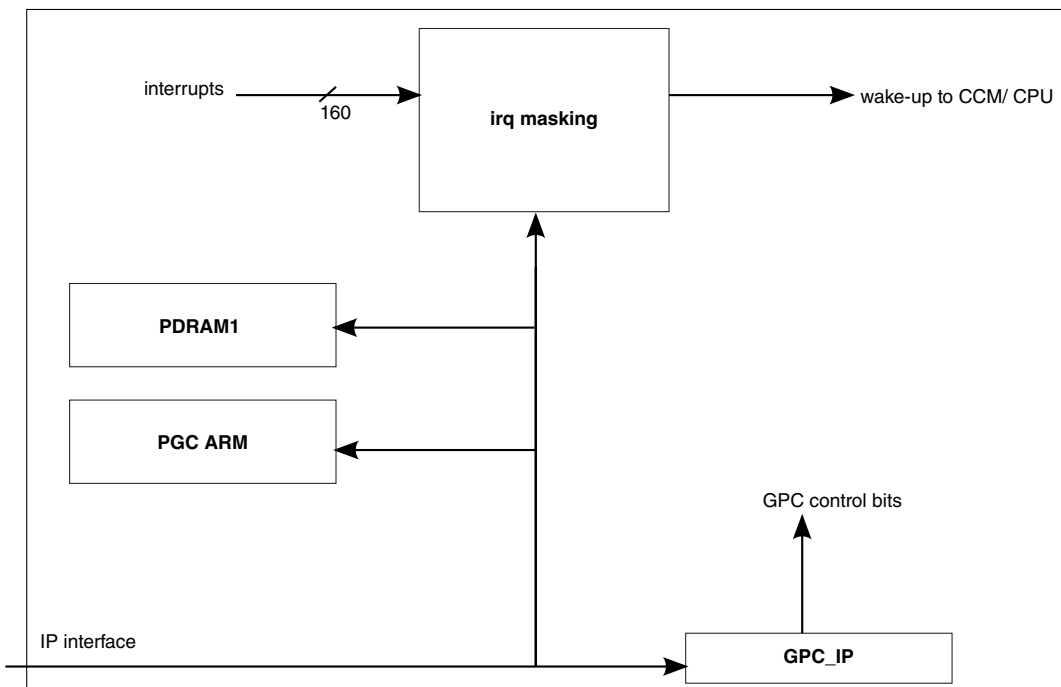 interrupts
160
irq masking
wake-up to CCM/ CPU
PDRAM1
PGC ARM
GPC control bits
IP interface
GPC_IP